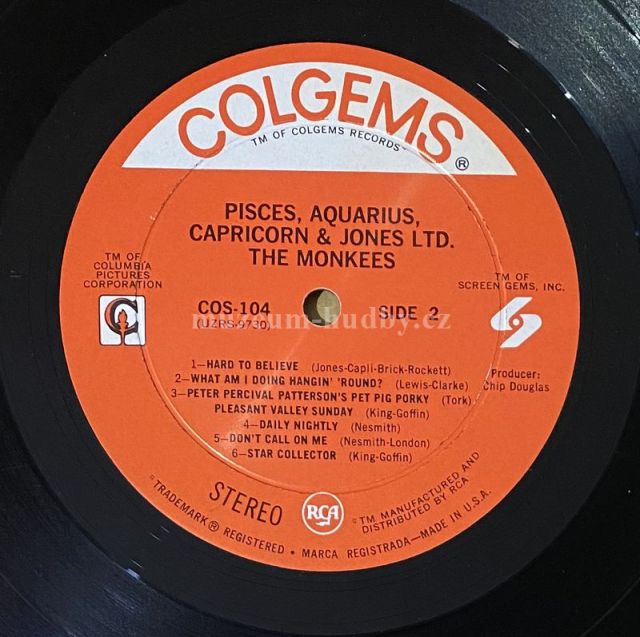 COLGEMS®
TM OF COLGEMS RECORDS
PISCES, AQUARIUS,
CAPRICORN & JONES LTD.
THE MONKEES
TM OF
COLUMBIA
PICTURES
CORPORATION
TM OF
SCREEN GEMS, INC.
COS-104
(UZRS-9730)
SIDE 2
muzeum-hudby.cz
1—HARD TO BELIEVE (Jones-Capli-Brick-Rockett)
2—WHAT AM I DOING HANGIN' 'ROUND? (Lewis-Clarke)
3—PETER PERCIVAL PATTERSON'S PET PIG PORKY (Tork)
PLEASANT VALLEY SUNDAY (King-Goffin)
4—DAILY NIGHTLY (Nesmith)
5—DON'T CALL ON ME (Nesmith-London)
6—STAR COLLECTOR (King-Goffin)
Producer:
Chip Douglas
STEREO
RCA
TM MANUFACTURED AND
DISTRIBUTED BY RCA
TRADEMARK® REGISTERED • MARCA REGISTRADA—MADE IN U.S.A.